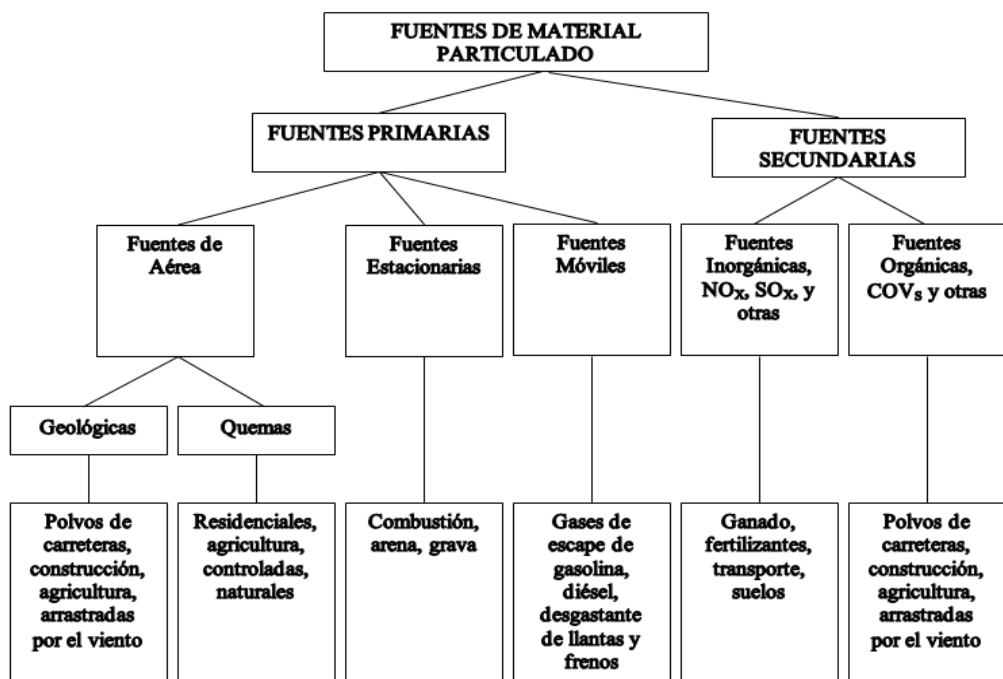 FUENTES DE MATERIAL
PARTICULADO
FUENTES PRIMARIAS
FUENTES
SECUNDARIAS
Fuentes de
Aérea
Fuentes
Estacionarias
Fuentes
Móviles
Fuentes
Inorgánicas,
NOX, SOX, y
otras
Fuentes
Orgánicas,
COVS y otras
Geológicas
Quemas
Polvos de
carreteras,
construcción,
agricultura,
arrastradas
por el viento
Residenciales,
agricultura,
controladas,
naturales
Combustión,
arena, grava
Gases de
escape de
gasolina,
diésel,
desgastante
de llantas y
frenos
Ganado,
fertilizantes,
transporte,
suelos
Polvos de
carreteras,
construcción,
agricultura,
arrastradas
por el viento